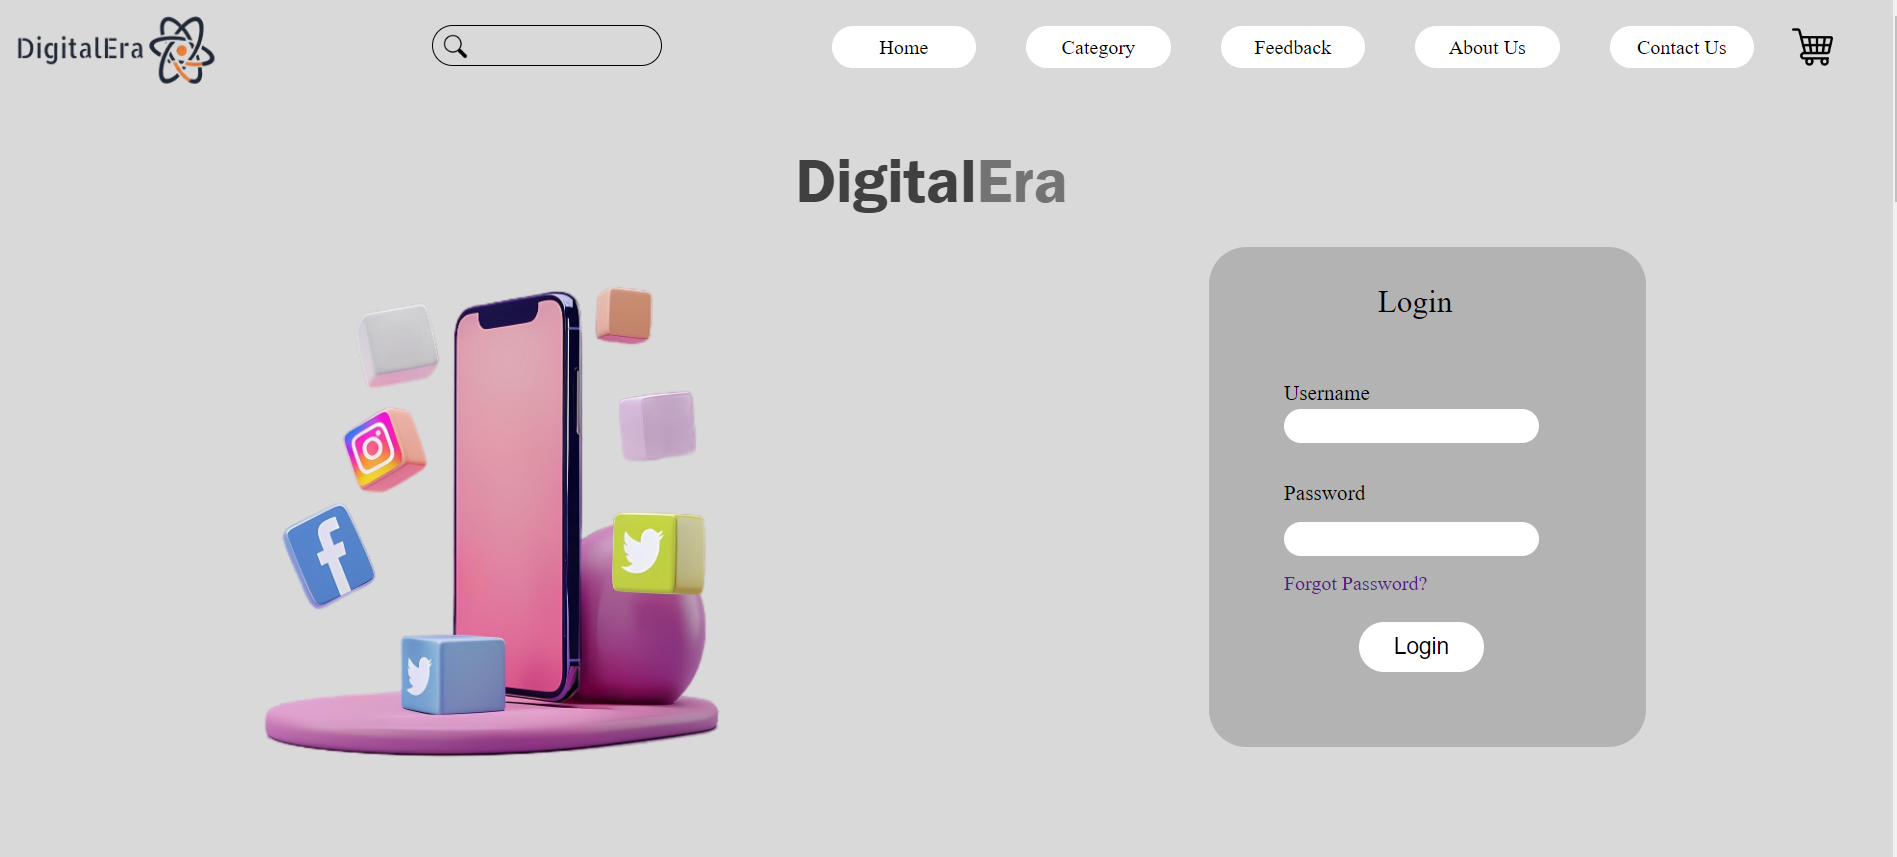 DigitalEra
Home
Category
Feedback
About Us
Contact Us
DigitalEra
Login
Username
Password
Forgot Password?
Login